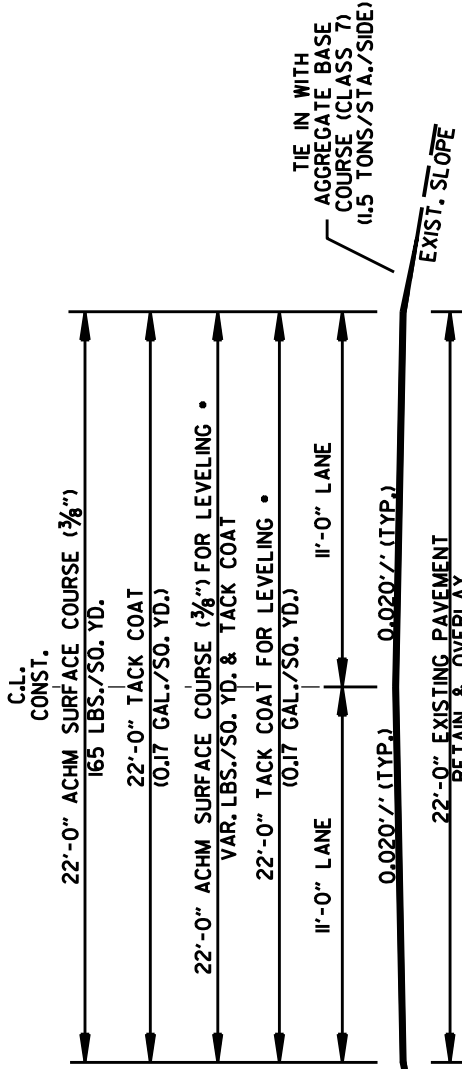 C.L.
CONST.
22'-0" ACHM SURFACE COURSE (3/8")
165 LBS./SQ. YD.
22'-0" TACK COAT
(0.17 GAL./SQ. YD.)
22'-0" ACHM SURFACE COURSE (3/8") FOR LEVELING •
VAR. LBS./SQ. YD. & TACK COAT
22'-0" TACK COAT FOR LEVELING •
(0.17 GAL./SQ. YD.)
11'-0" LANE
11'-0" LANE
0.020'/' (TYP.)
0.020'/' (TYP.)
22'-0" EXISTING PAVEMENT
RETAIN & OVERLAY
TIE IN WITH
AGGREGATE BASE
COURSE (CLASS 7)
(1.5 TONS/STA./SIDE)
EXIST. SLOPE